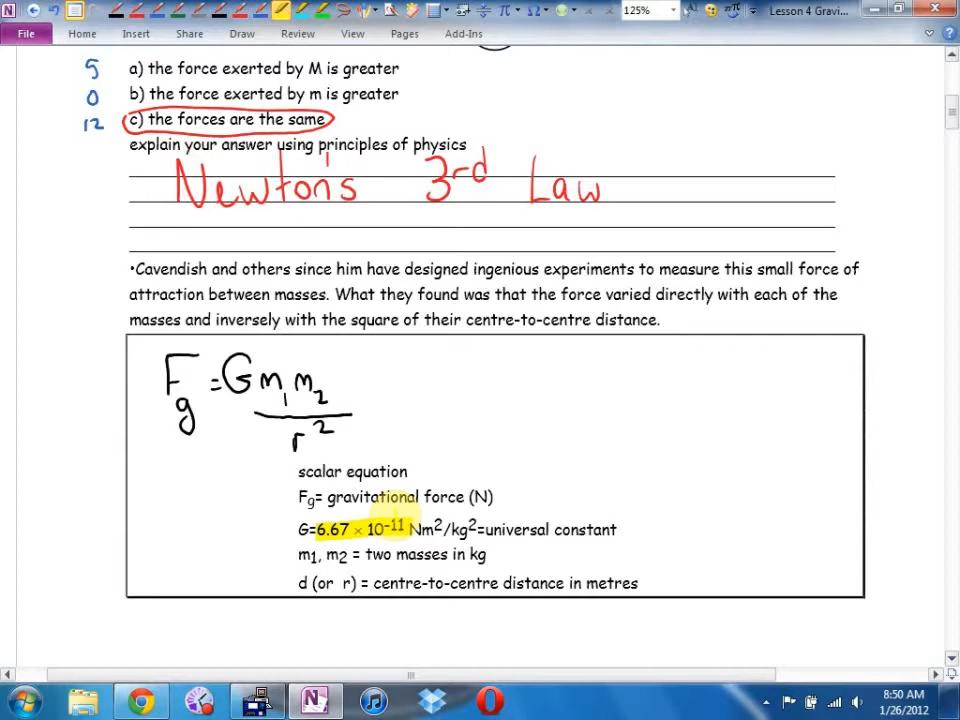 125%
Lesson 4 Gravi...
File Home Insert Share Draw Review View Pages Add-Ins
5 a) the force exerted by M is greater
0 b) the force exerted by m is greater
12 c) the forces are the same
explain your answer using principles of physics
Newton's 3rd Law
•Cavendish and others since him have designed ingenious experiments to measure this small force of
attraction between masses. What they found was that the force varied directly with each of the
masses and inversely with the square of their centre-to-centre distance.
Fg = Gm1m2
r2
scalar equation
Fg= gravitational force (N)
G=6.67 × 10-11 Nm2/kg2=universal constant
m1, m2 = two masses in kg
d (or r) = centre-to-centre distance in metres
8:50 AM
1/26/2012